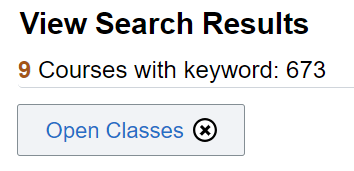 View Search Results
9 Courses with keyword: 673
Open Classes